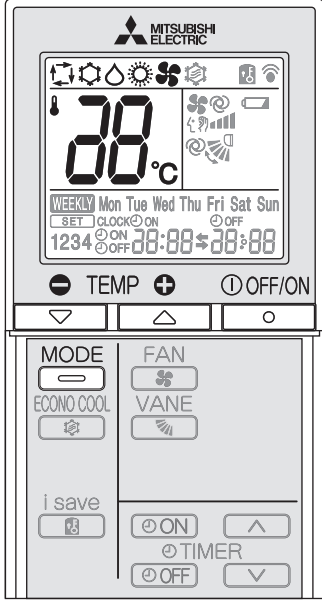 MITSUBISHI
ELECTRIC
88°C
WEEKLY Mon Tue Wed Thu Fri Sat Sun
SET CLOCK ON OFF
1234 ON 88:88 88:88
OFF
TEMP OFF/ON
MODE FAN
ECONO COOL VANE
i save
ON
TIMER
OFF